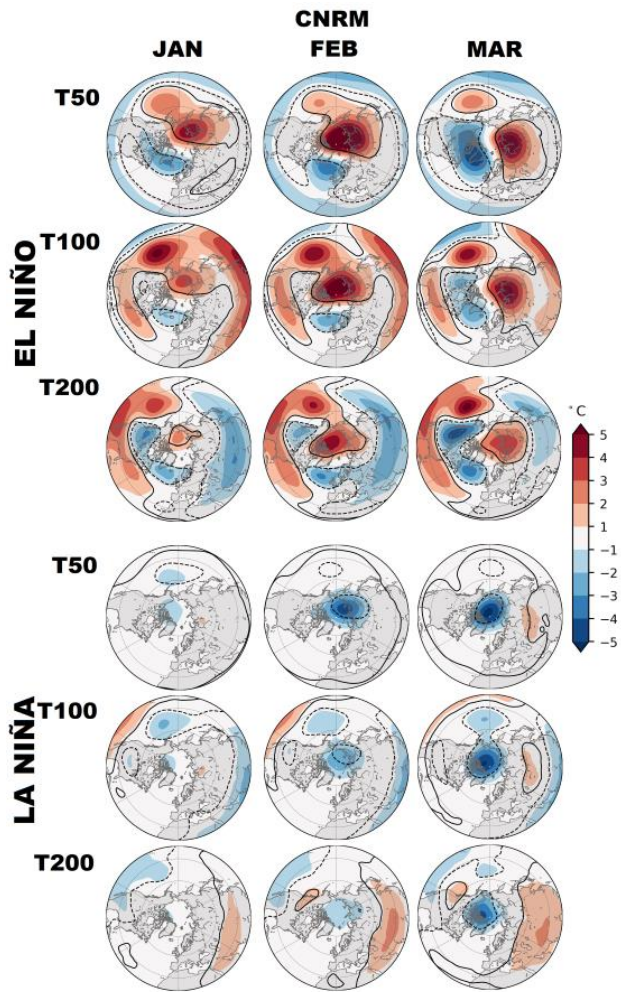 CNRM
JAN FEB MAR
T50
T100
T200
EL NIÑO
°C
5
4
3
2
1
-1
-2
-3
-4
-5
T50
T100
T200
LA NIÑA